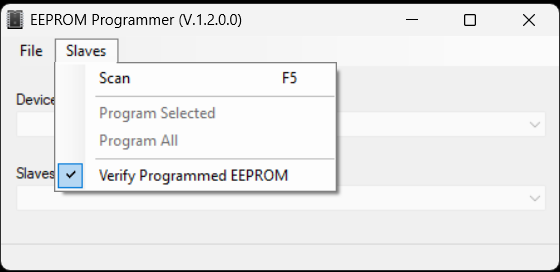 EEPROM Programmer (V.1.2.0.0)
File Slaves
Scan F5
Device
Program Selected
Program All
Slaves
Verify Programmed EEPROM